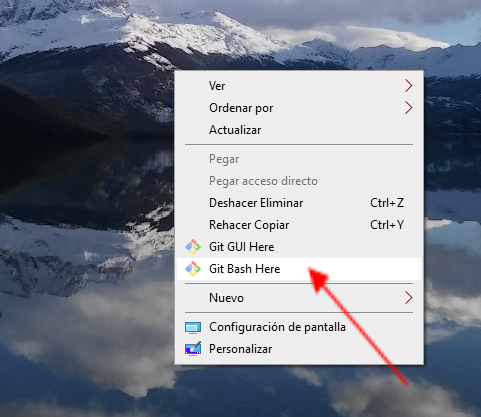 Ver
Ordenar por
Actualizar
Pegar
Pegar acceso directo
Deshacer Eliminar Ctrl+Z
Rehacer Copiar Ctrl+Y
Git GUI Here
Git Bash Here
Nuevo
Configuración de pantalla
Personalizar